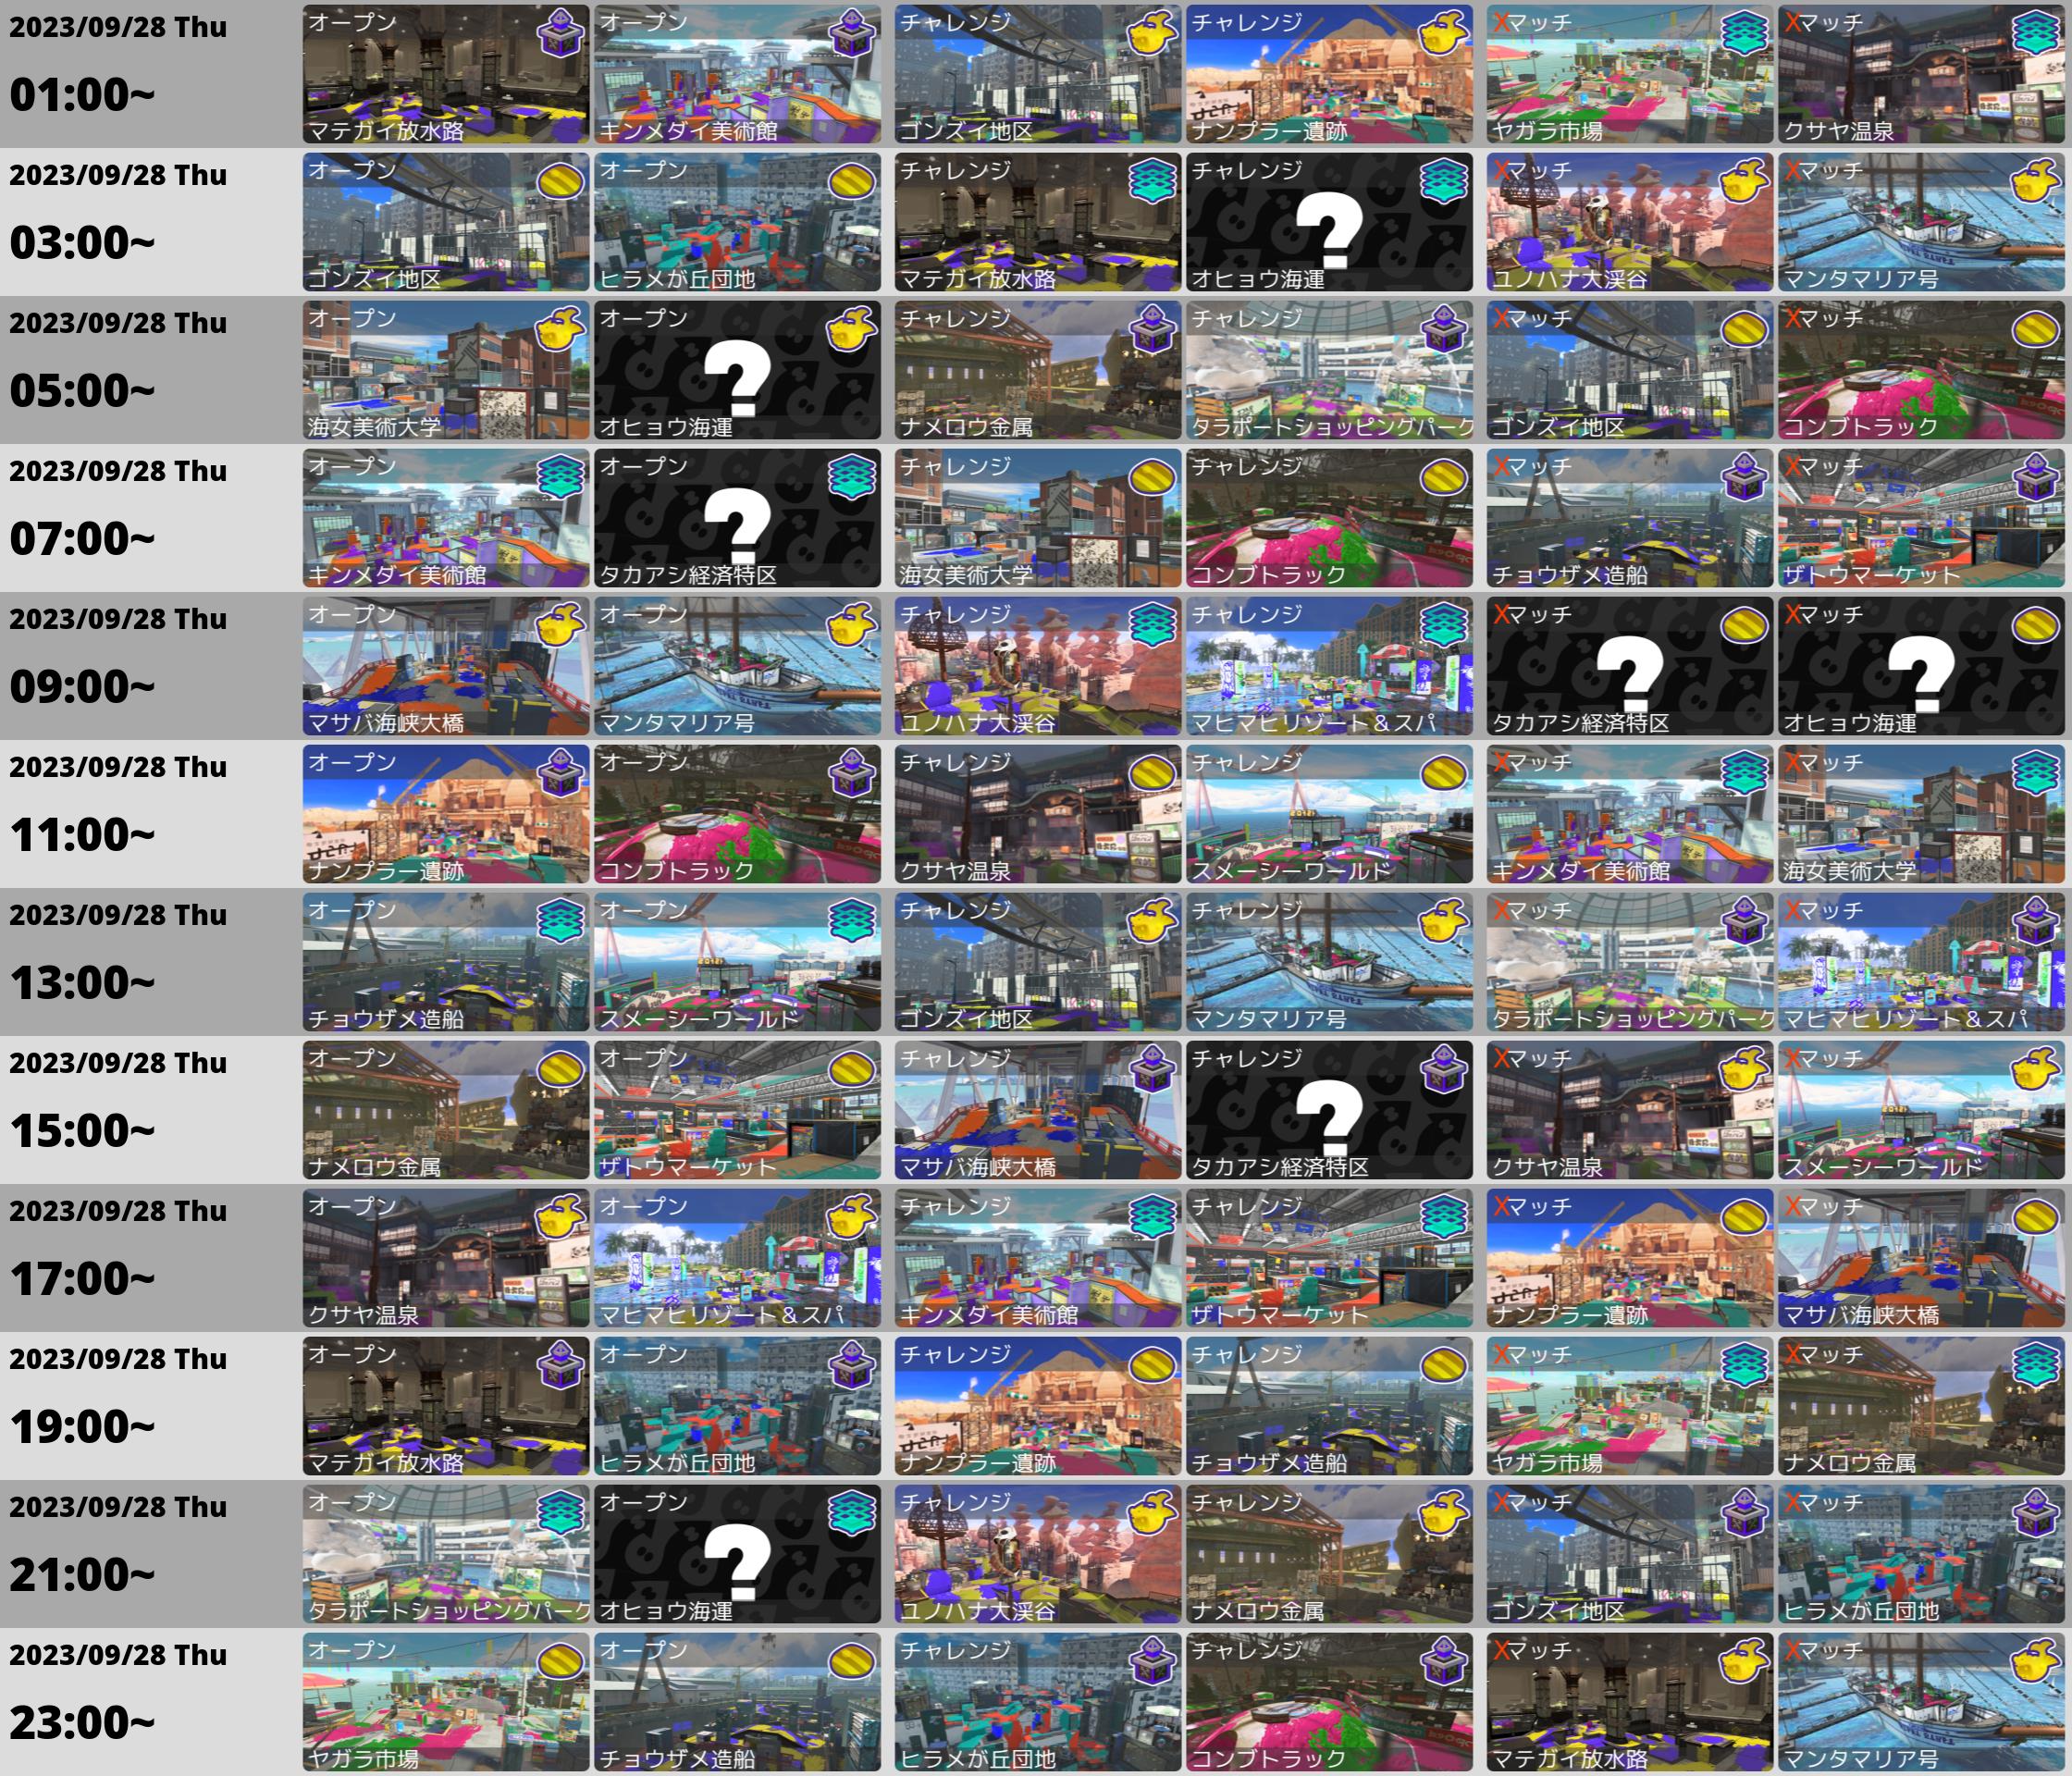 2023/09/28 Thu
01:00~
オープン
マテガイ放水路
オープン
キンメダイ美術館
チャレンジ
ゴンズイ地区
チャレンジ
ナンプラー遺跡
Xマッチ
ヤガラ市場
Xマッチ
クサヤ温泉
2023/09/28 Thu
03:00~
オープン
ゴンズイ地区
オープン
ヒラメが丘団地
チャレンジ
マテガイ放水路
チャレンジ
?
オヒョウ海運
Xマッチ
ユノハナ大渓谷
Xマッチ
マンタマリア号
2023/09/28 Thu
05:00~
オープン
海女美術大学
オープン
?
オヒョウ海運
チャレンジ
ナメロウ金属
チャレンジ
タラポートショッピングパーク
Xマッチ
ゴンズイ地区
Xマッチ
コンブトラック
2023/09/28 Thu
07:00~
オープン
キンメダイ美術館
オープン
?
タカアシ経済特区
チャレンジ
海女美術大学
チャレンジ
コンブトラック
Xマッチ
チョウザメ造船
Xマッチ
ザトウマーケット
2023/09/28 Thu
09:00~
オープン
マサバ海峡大橋
オープン
マンタマリア号
チャレンジ
ユノハナ大渓谷
チャレンジ
マヒマヒリゾート＆スパ
Xマッチ
?
タカアシ経済特区
Xマッチ
?
オヒョウ海運
2023/09/28 Thu
11:00~
オープン
ナンプラー遺跡
オープン
コンブトラック
チャレンジ
クサヤ温泉
チャレンジ
スメーシーワールド
Xマッチ
キンメダイ美術館
Xマッチ
海女美術大学
2023/09/28 Thu
13:00~
オープン
チョウザメ造船
オープン
スメーシーワールド
チャレンジ
ゴンズイ地区
チャレンジ
マンタマリア号
Xマッチ
タラポートショッピングパーク
Xマッチ
マヒマヒリゾート＆スパ
2023/09/28 Thu
15:00~
オープン
ナメロウ金属
オープン
ザトウマーケット
チャレンジ
マサバ海峡大橋
チャレンジ
?
タカアシ経済特区
Xマッチ
クサヤ温泉
Xマッチ
スメーシーワールド
2023/09/28 Thu
17:00~
オープン
クサヤ温泉
オープン
マヒマヒリゾート＆スパ
チャレンジ
キンメダイ美術館
チャレンジ
ザトウマーケット
Xマッチ
ナンプラー遺跡
Xマッチ
マサバ海峡大橋
2023/09/28 Thu
19:00~
オープン
マテガイ放水路
オープン
ヒラメが丘団地
チャレンジ
ナンプラー遺跡
チャレンジ
チョウザメ造船
Xマッチ
ヤガラ市場
Xマッチ
ナメロウ金属
2023/09/28 Thu
21:00~
オープン
タラポートショッピングパーク
オープン
?
オヒョウ海運
チャレンジ
ユノハナ大渓谷
チャレンジ
ナメロウ金属
Xマッチ
ゴンズイ地区
Xマッチ
ヒラメが丘団地
2023/09/28 Thu
23:00~
オープン
ヤガラ市場
オープン
チョウザメ造船
チャレンジ
ヒラメが丘団地
チャレンジ
コンブトラック
Xマッチ
マテガイ放水路
Xマッチ
マンタマリア号